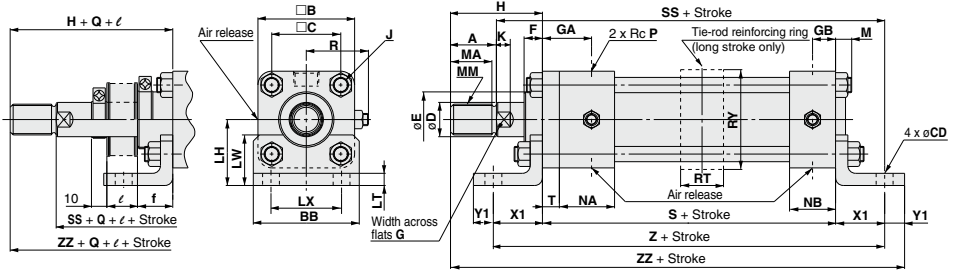 H + Q + ℓ
10
ℓ
f
SS + Q + ℓ + Stroke
ZZ + Q + ℓ + Stroke
Air release
□B
□C
R
J
LH
LW
LT
LX
BB
Width across
flats G
H
SS + Stroke
A
K
F
GA
2 x Rc P
Tie-rod reinforcing ring
(long stroke only)
GB
M
MA
MM
øE
øD
RY
4 x øCD
RT
Air release
T
NA
NB
Y1
X1
S + Stroke
X1
Y1
Z + Stroke
ZZ + Stroke